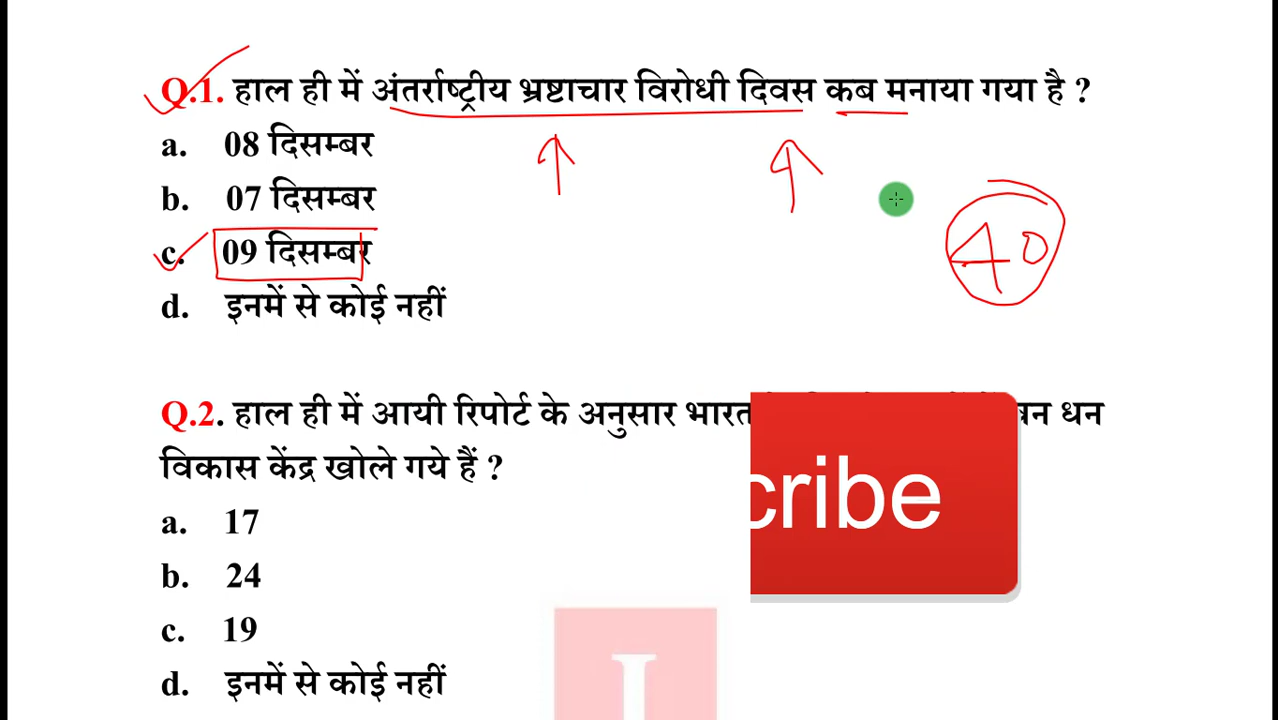 Q.1. हाल ही में अंतर्राष्ट्रीय भ्रष्टाचार विरोधी दिवस कब मनाया गया है ?
a. 08 दिसम्बर
b. 07 दिसम्बर
c. 09 दिसम्बर
40
d. इनमें से कोई नहीं
Q.2. हाल ही में आयी रिपोर्ट के अनुसार भारत धन
विकास केंद्र खोले गये हैं ?
cribe
a. 17
b. 24
c. 19
d. इनमें से कोई नहीं